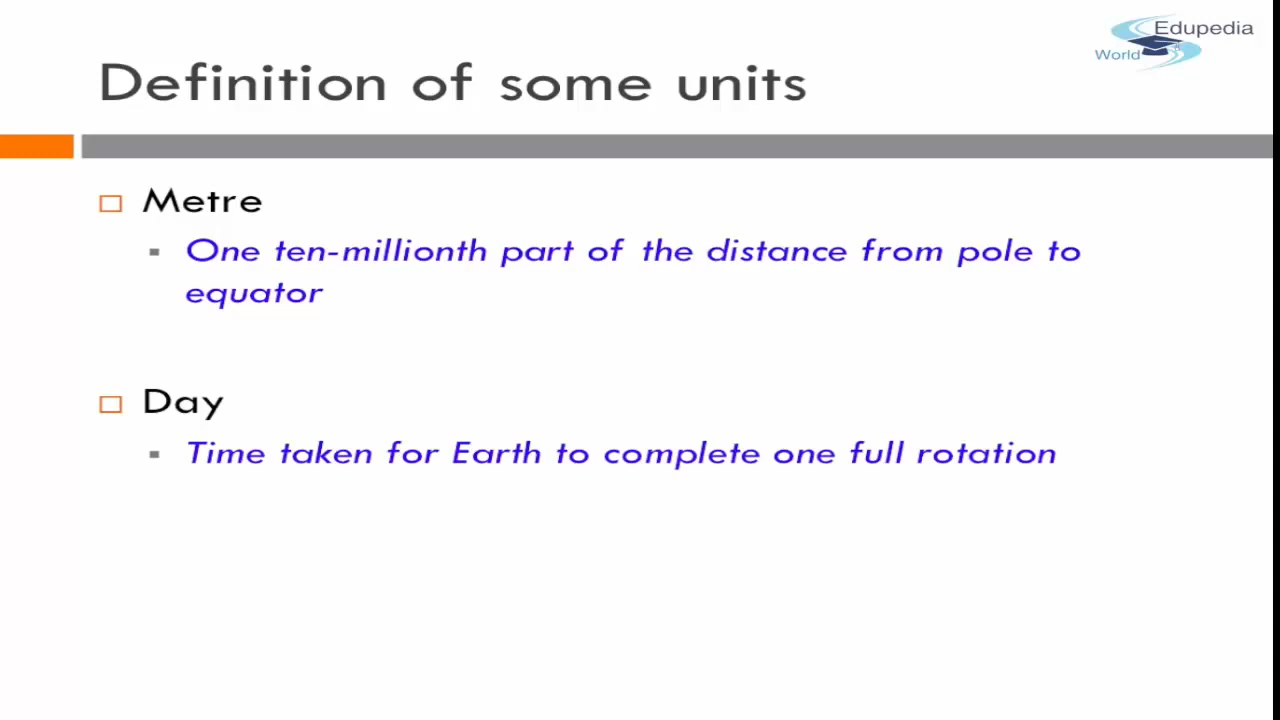 Edupedia
World
Definition of some units
Metre
One ten-millionth part of the distance from pole to
equator
Day
Time taken for Earth to complete one full rotation